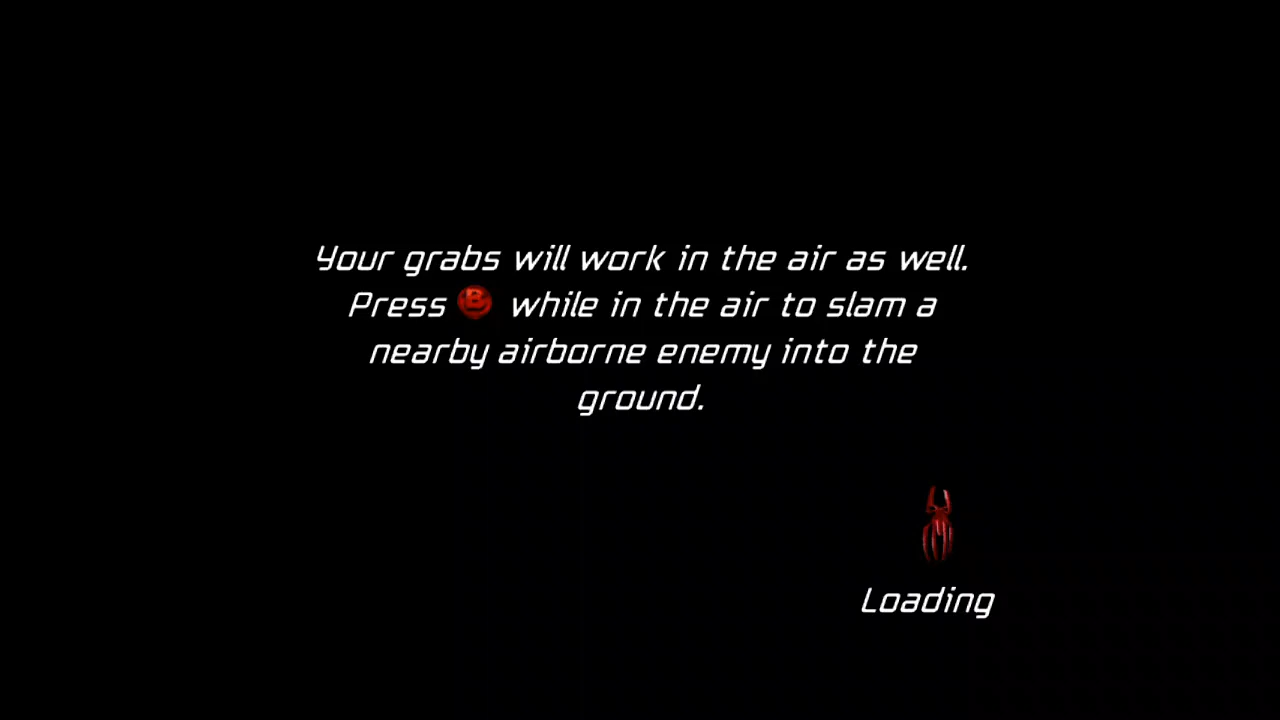 Your grabs will work in the air as well.
Press B while in the air to slam a
nearby airborne enemy into the
ground.
Loading